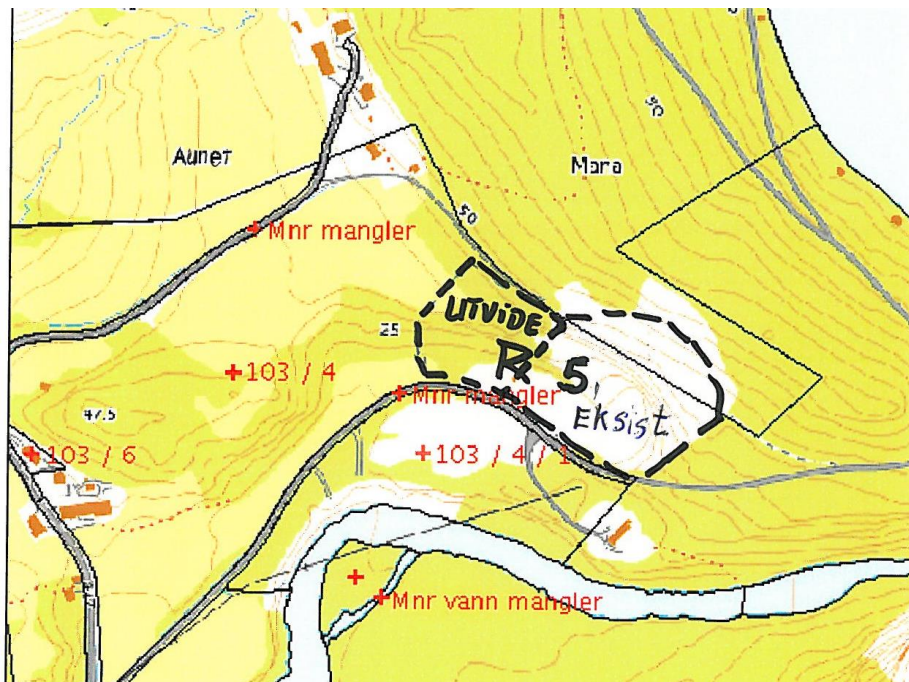 50
Aunet
Mara
50
Mnr mangler
UTVIDE
25
R 5,
103 / 4
Mnr mangler
Eksist
47.5
103 / 6
103 / 4 / 1
Mnr vann mangler